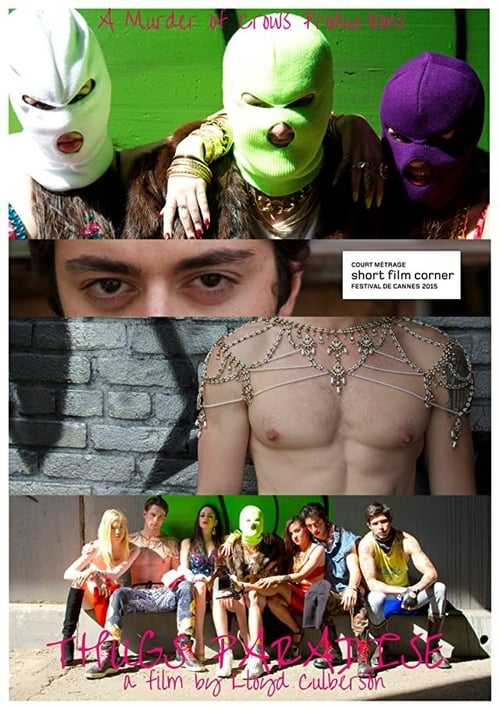 A Murder of Crows Productions
COURT MÉTRAGE
short film corner
FESTIVAL DE CANNES 2015
THUGS PARADISE
a film by Lloyd Culberson